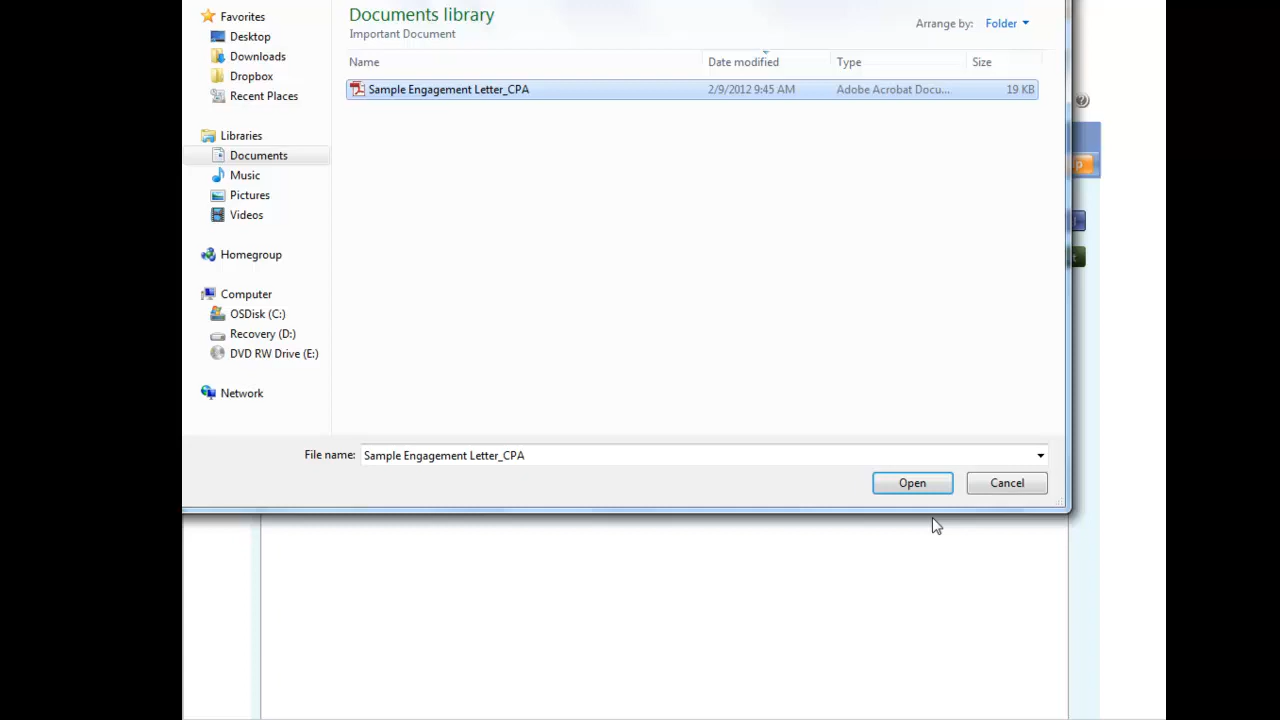 Favorites
Desktop
Downloads
Dropbox
Recent Places
Libraries
Documents
Music
Pictures
Videos
Homegroup
Computer
OSDisk (C:)
Recovery (D:)
DVD RW Drive (E:)
Network
Documents library
Important Document
Arrange by: Folder
Name Date modified Type Size
Sample Engagement Letter_CPA 2/9/2012 9:45 AM Adobe Acrobat Docu... 19 KB
File name: Sample Engagement Letter_CPA
Open Cancel